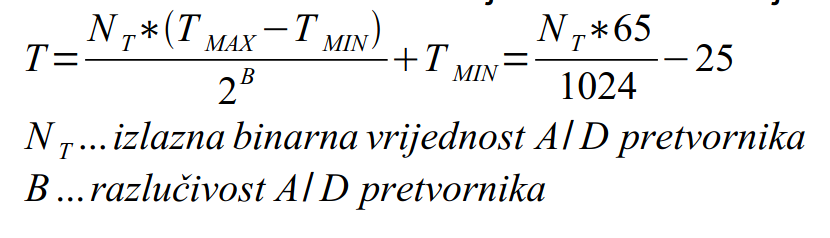 T = N_T*(T_MAX−T_MIN) / 2^B + T_MIN = N_T*65 / 1024 − 25
N_T ... izlazna binarna vrijednost A/D pretvornika
B ... razlučivost A/D pretvornika